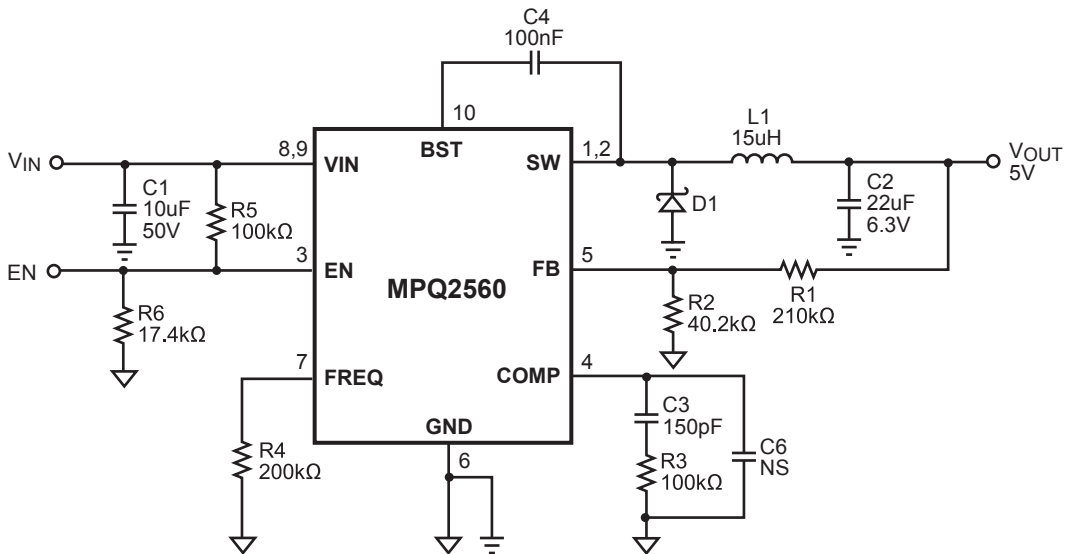 C4
100nF
10
BST
VIN
8,9
VIN
SW
1,2
L1
15uH
VOUT
5V
C1
10uF
50V
R5
100kΩ
D1
C2
22uF
6.3V
EN
3
EN
MPQ2560
FB
5
R1
210kΩ
R2
40.2kΩ
R6
17.4kΩ
7
FREQ
COMP
4
GND
6
R4
200kΩ
C3
150pF
R3
100kΩ
C6
NS